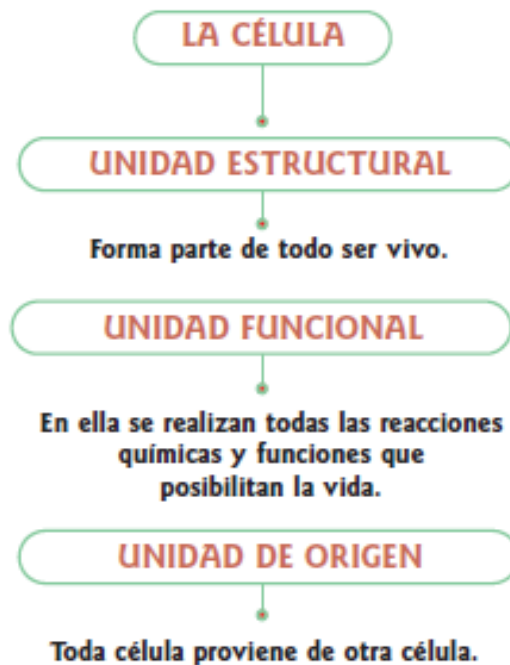 LA CÉLULA
UNIDAD ESTRUCTURAL
Forma parte de todo ser vivo.
UNIDAD FUNCIONAL
En ella se realizan todas las reacciones
químicas y funciones que
posibilitan la vida.
UNIDAD DE ORIGEN
Toda célula proviene de otra célula.